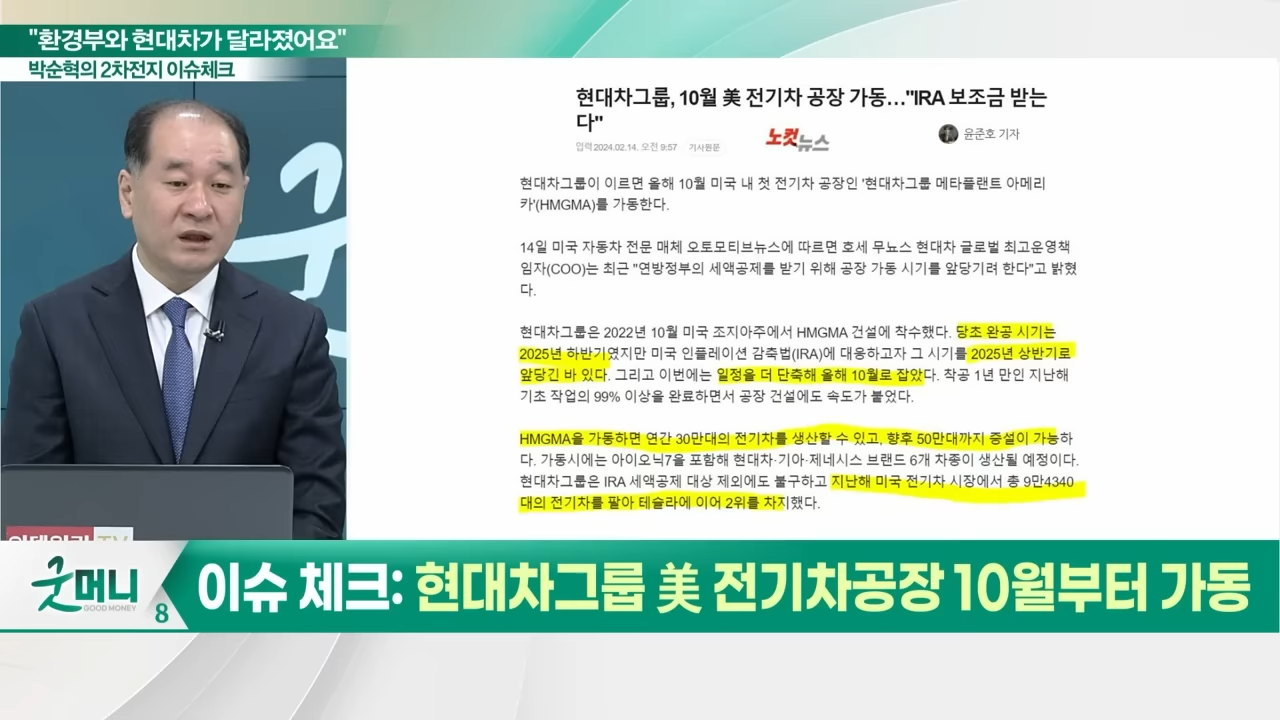 "환경부와 현대차가 달라졌어요"
박순혁의 2차전지 이슈체크
현대차그룹, 10월 美 전기차 공장 가동…"IRA 보조금 받는
다"
입력 2024.02.14. 오전 9:57 기사원문
노컷뉴스
윤준호 기자
현대차그룹이 이르면 올해 10월 미국 내 첫 전기차 공장인 '현대차그룹 메타플랜트 아메리
카'(HMGMA)를 가동한다.
14일 미국 자동차 전문 매체 오토모티브뉴스에 따르면 호세 무뇨스 현대차 글로벌 최고운영책
임자(COO)는 최근 "연방정부의 세액공제를 받기 위해 공장 가동 시기를 앞당기려 한다"고 밝혔
다.
현대차그룹은 2022년 10월 미국 조지아주에서 HMGMA 건설에 착수했다. 당초 완공 시기는
2025년 하반기였지만 미국 인플레이션 감축법(IRA)에 대응하고자 그 시기를 2025년 상반기로
앞당긴 바 있다. 그리고 이번에는 일정을 더 단축해 올해 10월로 잡았다. 착공 1년 만인 지난해
기초 작업의 99% 이상을 완료하면서 공장 건설에도 속도가 붙었다.
HMGMA을 가동하면 연간 30만대의 전기차를 생산할 수 있고, 향후 50만대까지 증설이 가능하
다. 가동시에는 아이오닉7을 포함해 현대차·기아·제네시스 브랜드 6개 차종이 생산될 예정이다.
현대차그룹은 IRA 세액공제 대상 제외에도 불구하고 지난해 미국 전기차 시장에서 총 9만4340
대의 전기차를 팔아 테슬라에 이어 2위를 차지했다.
굿머니
GOOD MONEY
8
이슈 체크: 현대차그룹 美 전기차공장 10월부터 가동